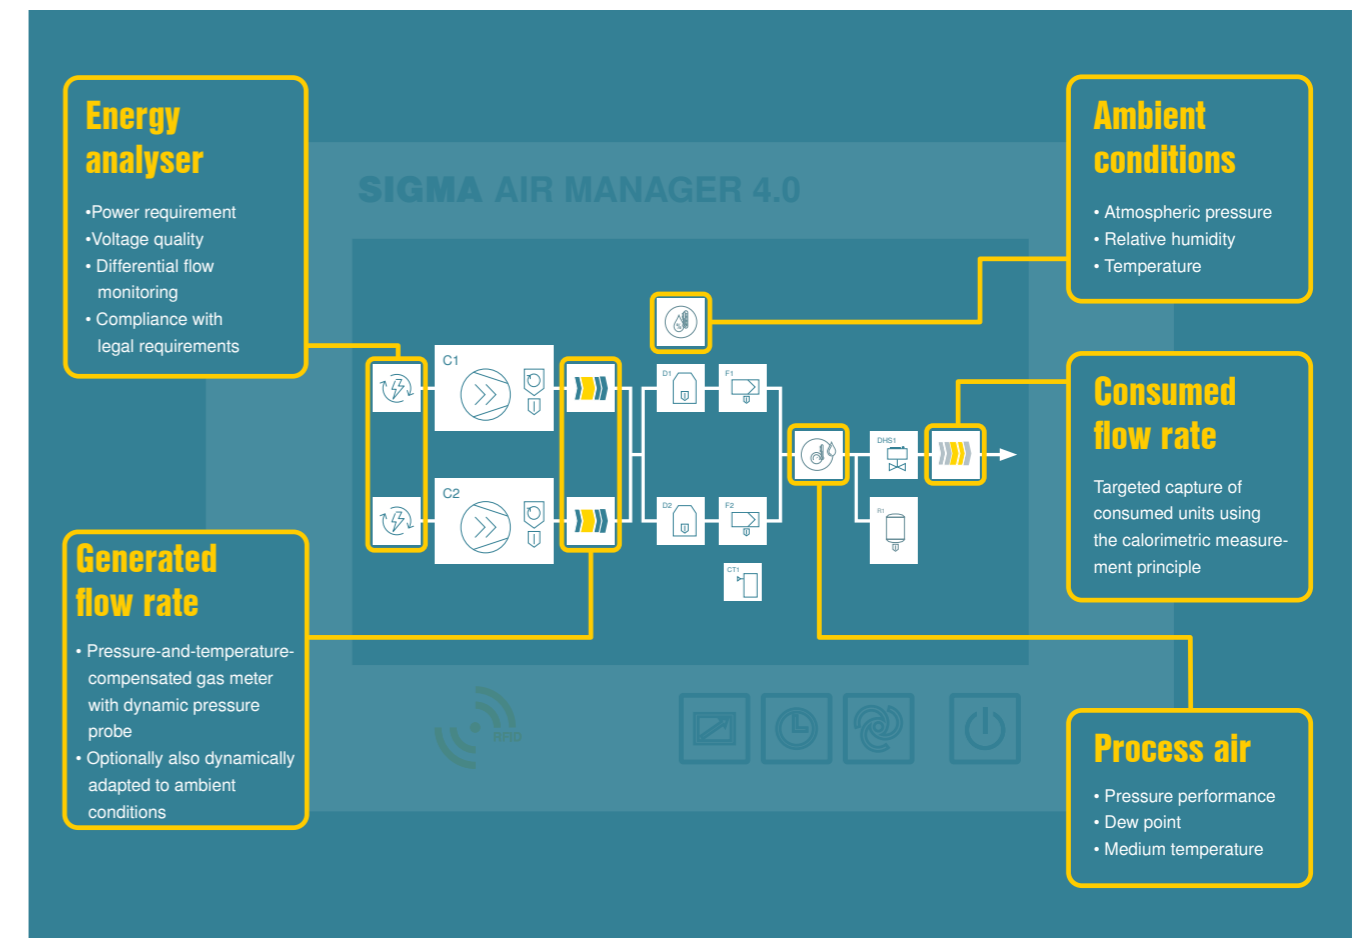 Energy
analyser
•Power requirement
•Voltage quality
• Differential flow
monitoring
• Compliance with
legal requirements
Generated
flow rate
• Pressure-and-temperature-
compensated gas meter
with dynamic pressure
probe
• Optionally also dynamically
adapted to ambient
conditions
SIGMA AIR MANAGER 4.0
C1
C2
D1
F1
D2
F2
CT1
DHS1
R1
RFID
Ambient
conditions
• Atmospheric pressure
• Relative humidity
• Temperature
Consumed
flow rate
Targeted capture of
consumed units using
the calorimetric measure-
ment principle
Process air
• Pressure performance
• Dew point
• Medium temperature